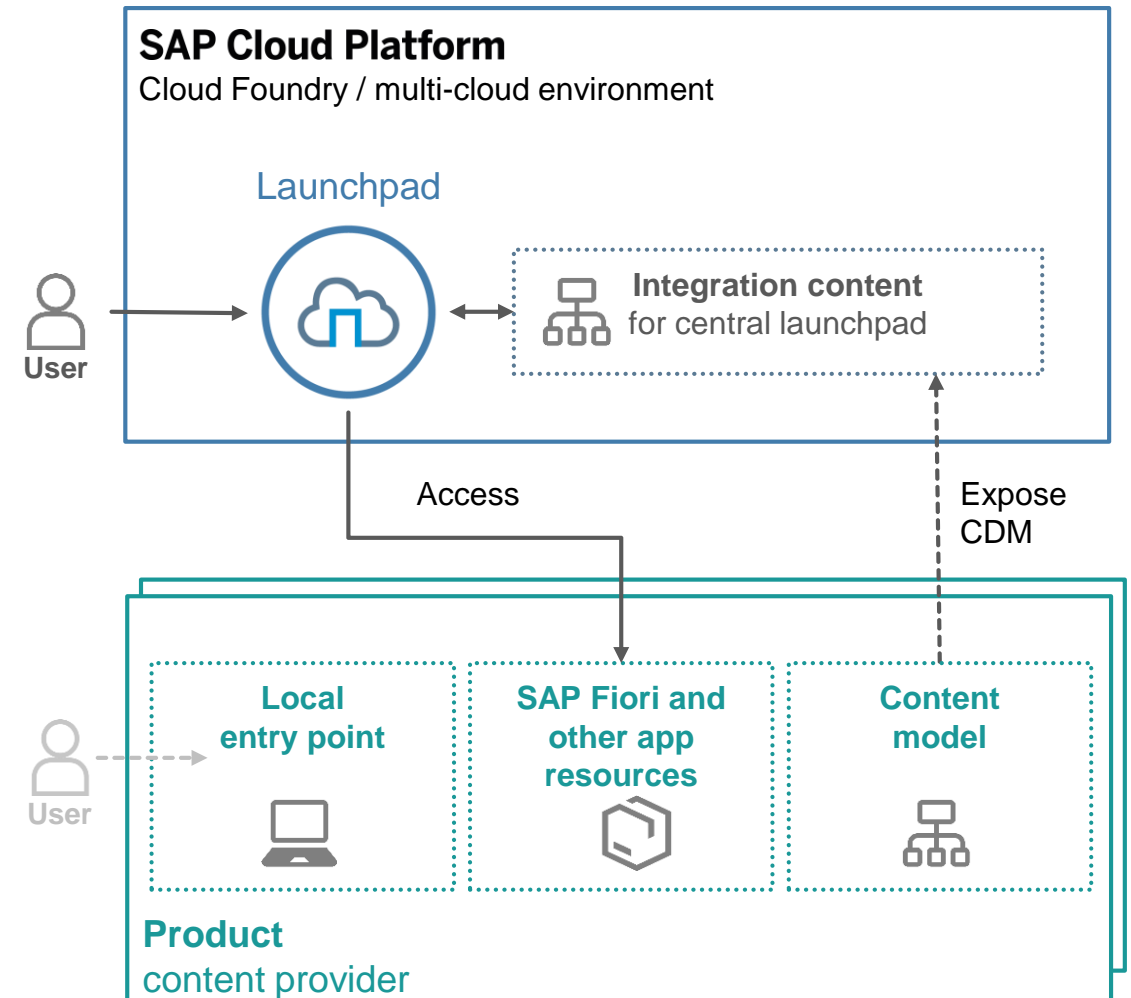 SAP Cloud Platform
Cloud Foundry / multi-cloud environment
Launchpad
Integration content
for central launchpad
User
Access
Expose
CDM
Local
entry point
SAP Fiori and
other app
resources
Content
model
User
Product
content provider